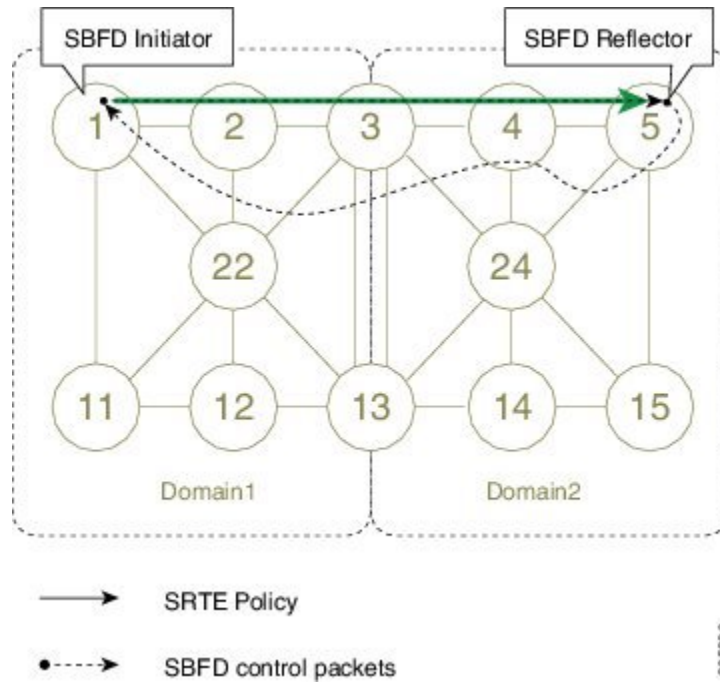 SBFD Initiator
SBFD Reflector
1 2 3 4 5
22 24
11 12 13 14 15
Domain1 Domain2
SRTE Policy
SBFD control packets